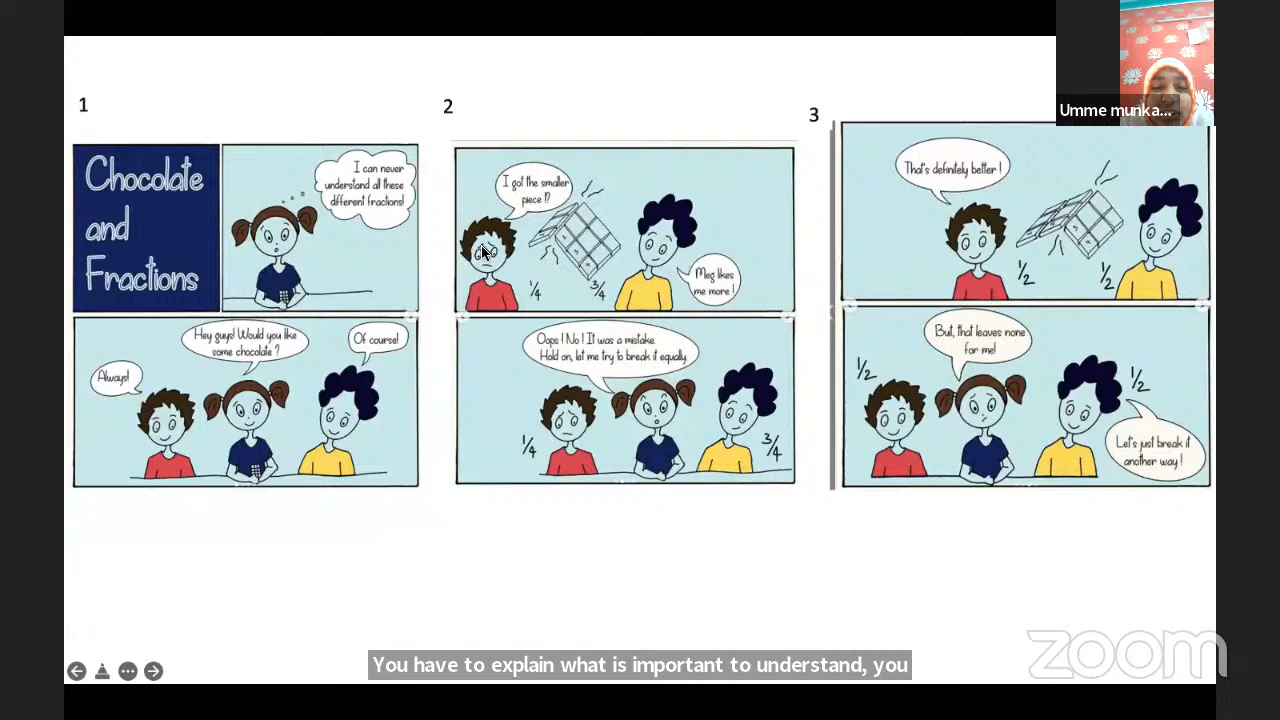 Umme munka...
1
Chocolate
and
Fractions
I can never
understand all these
different fractions!
Hey guys! Would you like
some chocolate ?
Of course!
Always!
2
I got the smaller
piece !?
1/4
3/4
Meg likes
me more !
Oops ! No ! It was a mistake.
Hold on, let me try to break it equally.
1/4
3/4
3
That's definitely better !
1/2
1/2
But, that leaves none
for me!
1/2
1/2
Let's just break it
another way !
You have to explain what is important to understand, you
zoom